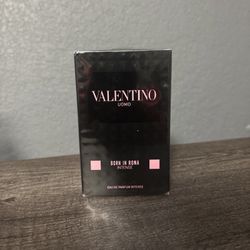 VALENTINO
UOMO
BORN IN ROMA
INTENSE
EAU DE PARFUM INTENSE